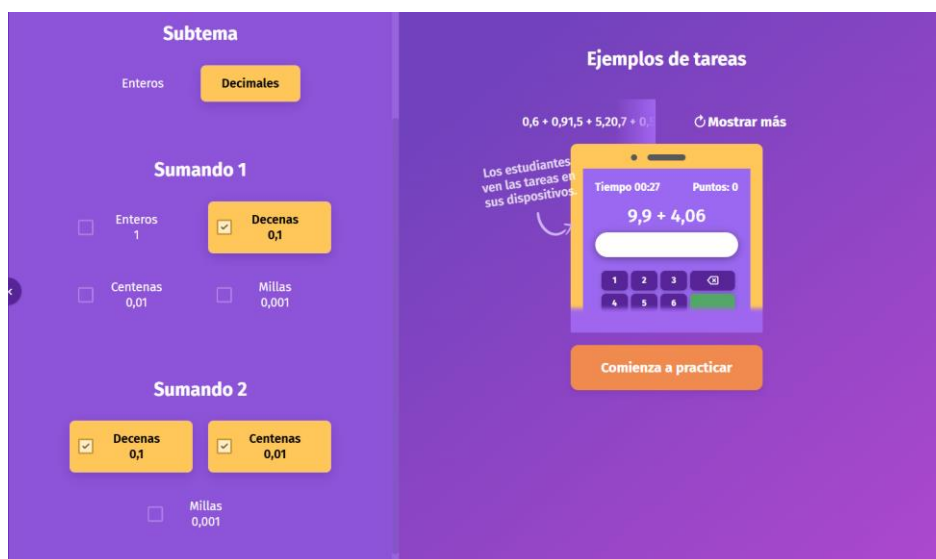 Subtema
Enteros
Decimales
Sumando 1
Enteros
1
Decenas
0,1
Centenas
0,01
Millas
0,001
Sumando 2
Decenas
0,1
Centenas
0,01
Millas
0,001
Ejemplos de tareas
0,6 + 0,91,5 + 5,20,7 + 0,5
Mostrar más
Los estudiantes
ven las tareas en
sus dispositivos.
Tiempo 00:27
Puntos: 0
9,9 + 4,06
1 2 3
4 5 6
Comienza a practicar